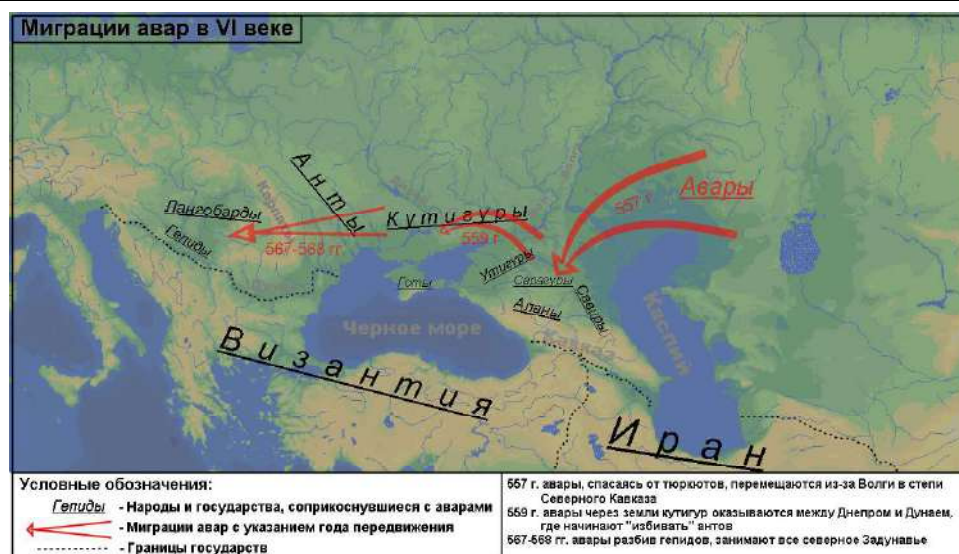 Миграции авар в VI веке
Авары
557 г
Анты
Карпаты
Кутигуры
559 г
Лангобарды
Гепиды
567-568 гг.
Утигуры
Сарагуры
Савиры
Готы
Аланы
Черное море
Кавказ
Каспий
Византия
Иран
Условные обозначения:
Гепиды - Народы и государства, соприкоснувшиеся с аварами
- Миграции авар с указанием года передвижения
- Границы государств
557 г. авары, спасаясь от тюркютов, перемещаются из-за Волги в степи
Северного Кавказа
559 г. авары через земли кутигур оказываются между Днепром и Дунаем,
где начинают "избивать" антов
567-568 гг. авары разбив гепидов, занимают все северное Задунавье